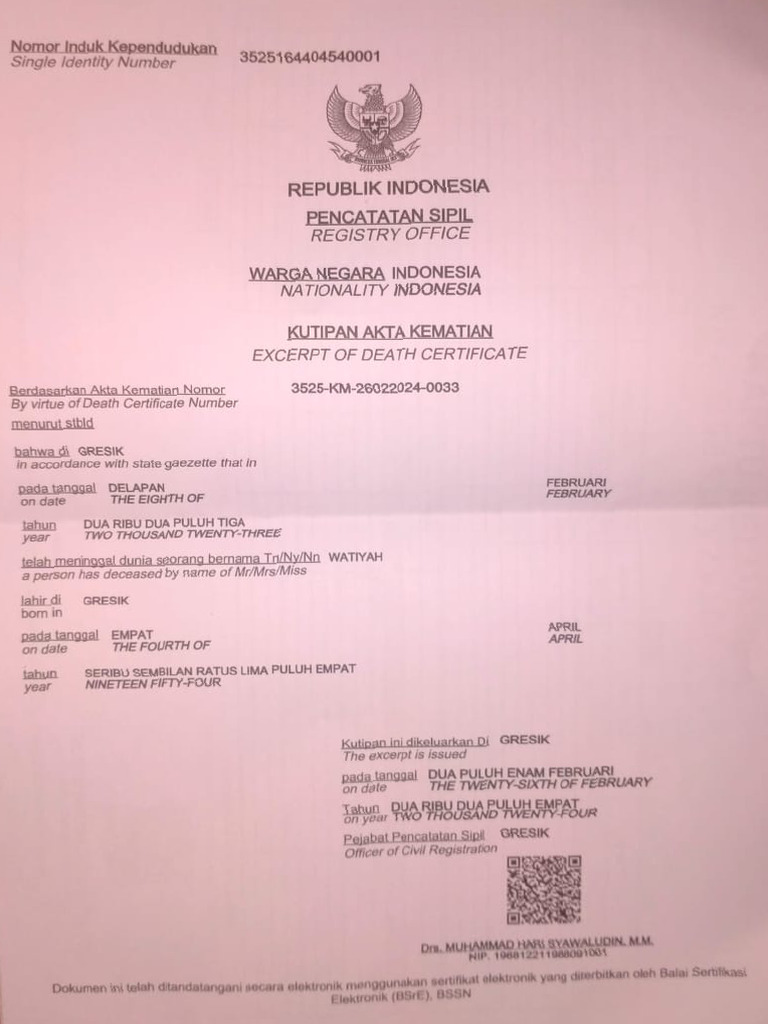 Nomor Induk Kependudukan 3525164404540001
Single Identity Number
REPUBLIK INDONESIA
PENCATATAN SIPIL
REGISTRY OFFICE
WARGA NEGARA INDONESIA
NATIONALITY INDONESIA
KUTIPAN AKTA KEMATIAN
EXCERPT OF DEATH CERTIFICATE
Berdasarkan Akta Kematian Nomor 3525-KM-26022024-0033
By virtue of Death Certificate Number
menurut stbld
bahwa di GRESIK
in accordance with state gaezette that in
pada tanggal DELAPAN FEBRUARI
on date THE EIGHTH OF FEBRUARY
tahun DUA RIBU DUA PULUH TIGA
year TWO THOUSAND TWENTY-THREE
telah meninggal dunia seorang bernama Tn/Ny/Nn WATIYAH
a person has deceased by name of Mr/Mrs/Miss
lahir di GRESIK
born in
pada tanggal EMPAT APRIL
on date THE FOURTH OF APRIL
tahun SERIBU SEMBILAN RATUS LIMA PULUH EMPAT
year NINETEEN FIFTY-FOUR
Kutipan ini dikeluarkan Di GRESIK
The excerpt is issued
pada tanggal DUA PULUH ENAM FEBRUARI
on date THE TWENTY-SIXTH OF FEBRUARY
Tahun DUA RIBU DUA PULUH EMPAT
on year TWO THOUSAND TWENTY-FOUR
Pejabat Pencatatan Sipil GRESIK
Officer of Civil Registration
Drs. MUHAMMAD HARI SYAWALUDIN, M.M.
NIP. 196812211988091001
Dokumen ini telah ditandatangani secara elektronik menggunakan sertifikat elektronik yang diterbitkan oleh Balai Sertifikasi
Elektronik (BSrE), BSSN